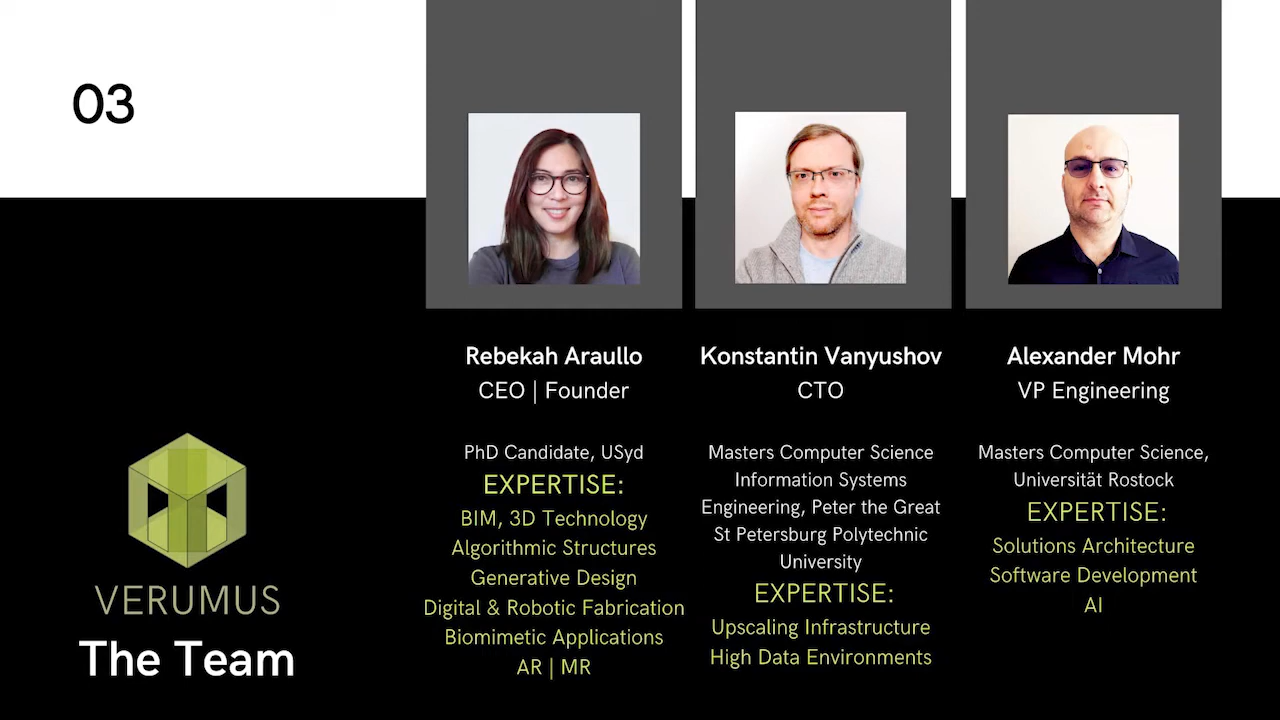 03
VERUMUS
The Team
Rebekah Araullo
CEO | Founder
PhD Candidate, USyd
EXPERTISE:
BIM, 3D Technology
Algorithmic Structures
Generative Design
Digital & Robotic Fabrication
Biomimetic Applications
AR | MR
Konstantin Vanyushov
CTO
Masters Computer Science
Information Systems
Engineering, Peter the Great
St Petersburg Polytechnic
University
EXPERTISE:
Upscaling Infrastructure
High Data Environments
Alexander Mohr
VP Engineering
Masters Computer Science,
Universität Rostock
EXPERTISE:
Solutions Architecture
Software Development
AI